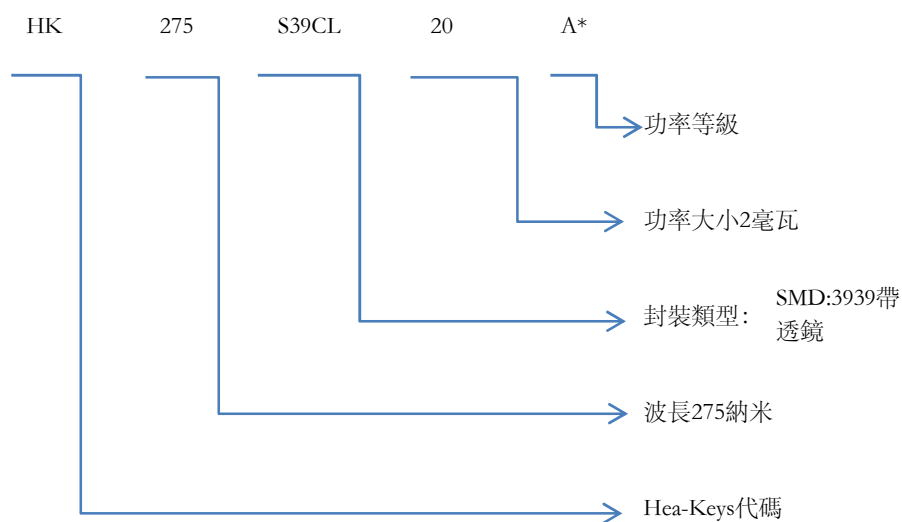 HK 275 S39CL 20 A*
功率等級
功率大小2毫瓦
封裝類型: SMD:3939帶
透鏡
波長275納米
Hea-Keys代碼